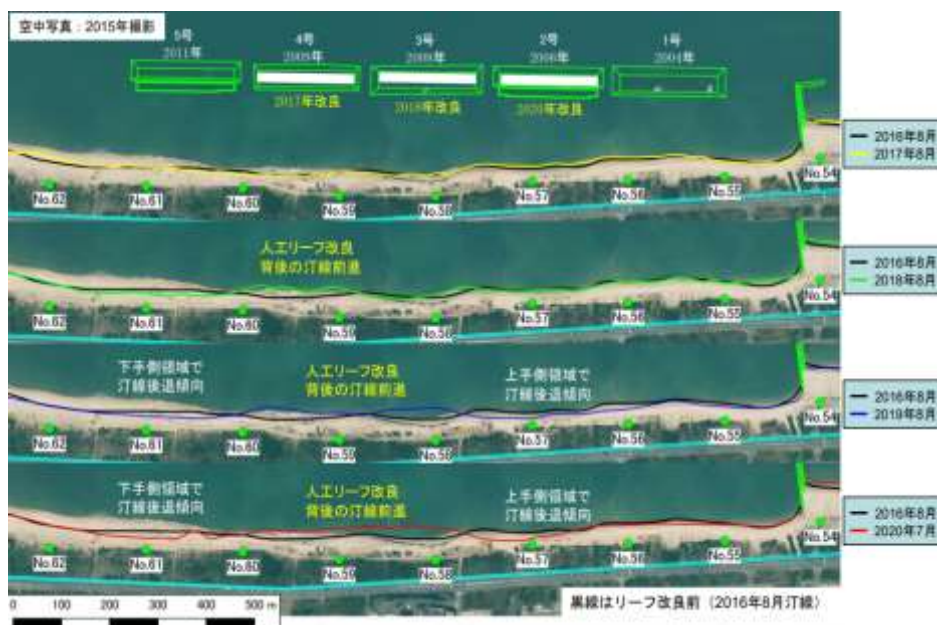 空中写真：2015年撮影
5号
2011年
4号
3号
2号
1号
2004年
2017年改良
2018年改良
2020年改良
2016年8月
2017年8月
No.62
No.61
No.60
No.59
No.58
No.57
No.56
No.55
No.54
人工リーフ改良
背後の汀線前進
2016年8月
2018年8月
No.62
No.61
No.60
No.59
No.58
No.57
No.56
No.55
No.54
下手側領域で
汀線後退傾向
人工リーフ改良
背後の汀線前進
上手側領域で
汀線後退傾向
2016年8月
2019年8月
No.62
No.61
No.60
No.59
No.58
No.57
No.56
No.55
No.54
下手側領域で
汀線後退傾向
人工リーフ改良
背後の汀線前進
上手側領域で
汀線後退傾向
2016年8月
2020年7月
No.62
No.61
No.60
No.59
No.58
No.57
No.56
No.55
No.54
0 100 200 300 400 500 m
黒線はリーフ改良前（2016年8月汀線）